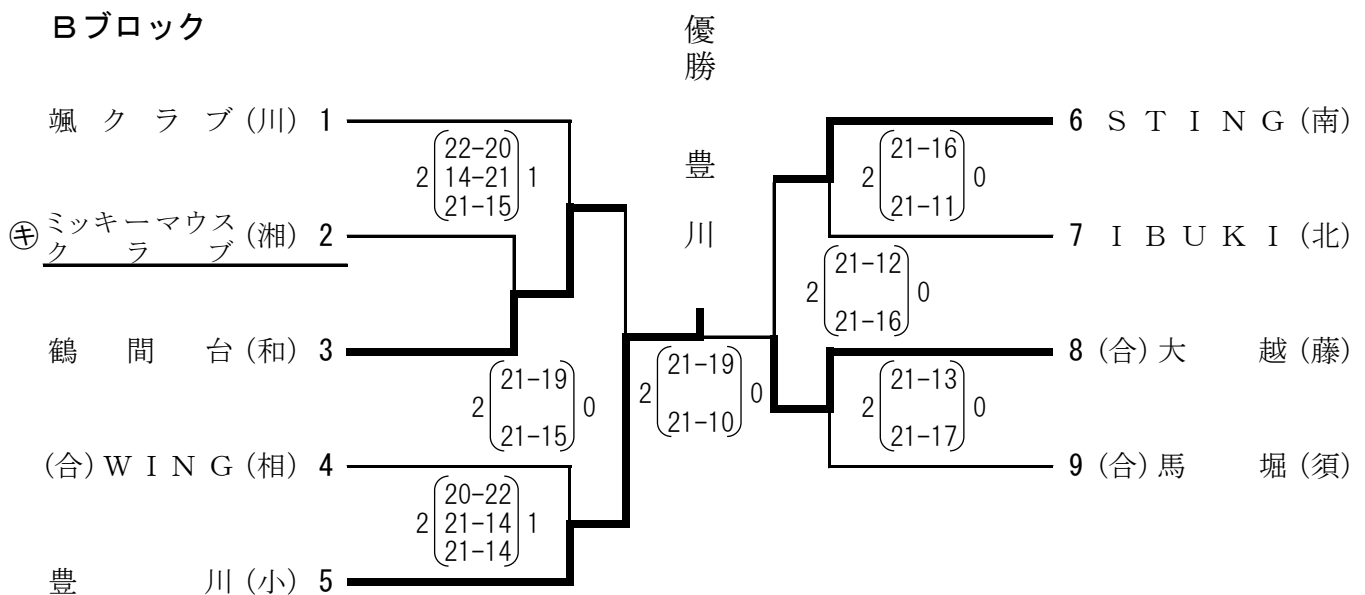 Bブロック
優勝 豊川
颯クラブ(川) 1
2 22-20 14-21 21-15 1
㋖ ミッキーマウスクラブ (湘) 2
鶴間台(和) 3
2 21-19 21-15 0
(合)WING(相) 4
2 20-22 21-14 21-14 1
豊川(小) 5
2 21-19 21-10 0
6 STING(南)
2 21-16 21-11 0
7 IBUKI(北)
2 21-12 21-16 0
8 (合)大越(藤)
2 21-13 21-17 0
9 (合)馬堀(須)